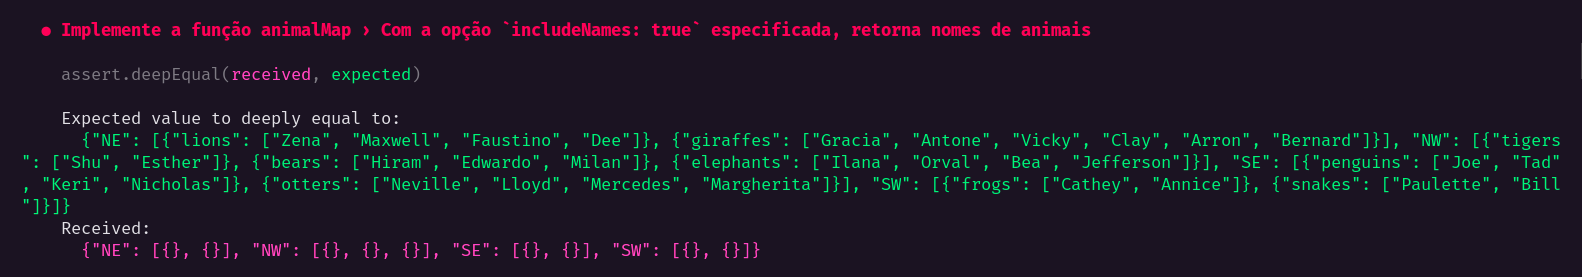 ● Implemente a função animalMap › Com a opção `includeNames: true` especificada, retorna nomes de animais
assert.deepEqual(received, expected)
Expected value to deeply equal to:
{"NE": [{"lions": ["Zena", "Maxwell", "Faustino", "Dee"]}, {"giraffes": ["Gracia", "Antone", "Vicky", "Clay", "Arron", "Bernard"]}], "NW": [{"tigers
": ["Shu", "Esther"]}, {"bears": ["Hiram", "Edwardo", "Milan"]}, {"elephants": ["Ilana", "Orval", "Bea", "Jefferson"]}], "SE": [{"penguins": ["Joe", "Tad"
, "Keri", "Nicholas"]}, {"otters": ["Neville", "Lloyd", "Mercedes", "Margherita"]}], "SW": [{"frogs": ["Cathey", "Annice"]}, {"snakes": ["Paulette", "Bill
"]}]}
Received:
{"NE": [{}, {}], "NW": [{}, {}, {}], "SE": [{}, {}], "SW": [{}, {}]}